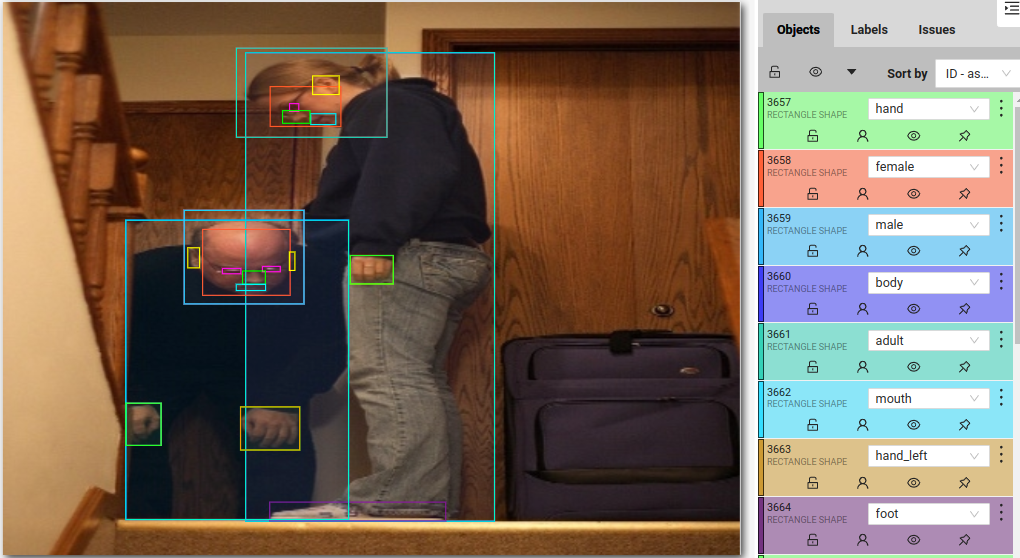 Objects
Labels
Issues
Sort by
ID - as...
3657
RECTANGLE SHAPE
hand
3658
RECTANGLE SHAPE
female
3659
RECTANGLE SHAPE
male
3660
RECTANGLE SHAPE
body
3661
RECTANGLE SHAPE
adult
3662
RECTANGLE SHAPE
mouth
3663
RECTANGLE SHAPE
hand_left
3664
RECTANGLE SHAPE
foot